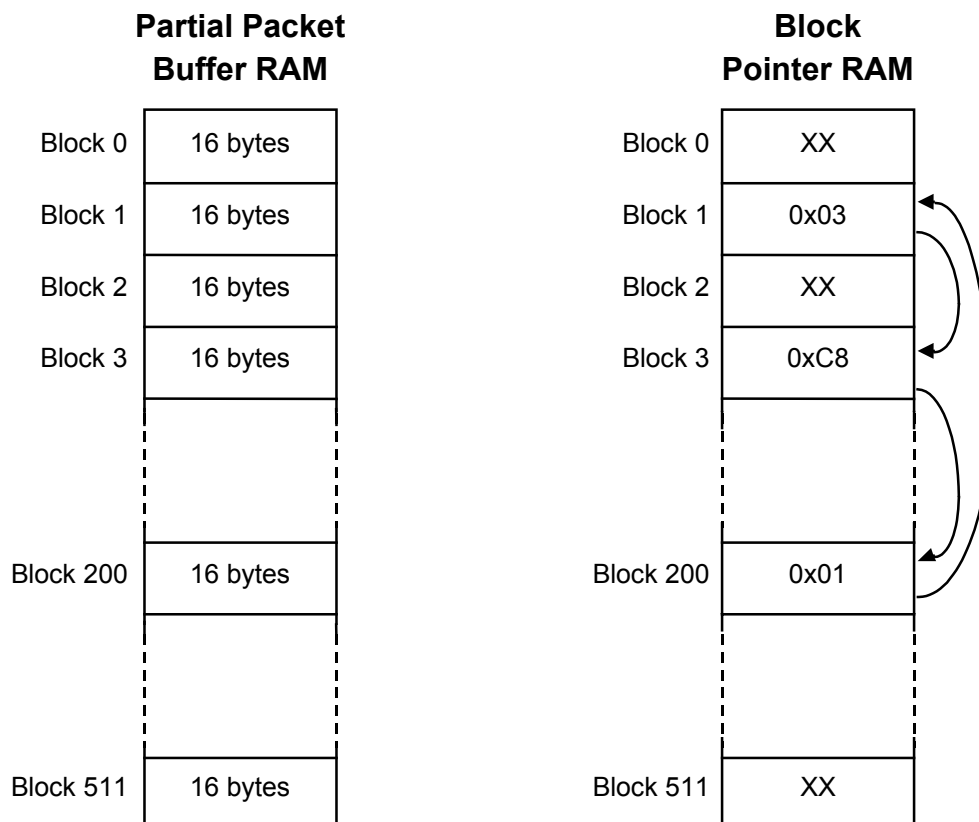 Partial Packet
Buffer RAM
Block 0 16 bytes
Block 1 16 bytes
Block 2 16 bytes
Block 3 16 bytes
Block 200 16 bytes
Block 511 16 bytes
Block
Pointer RAM
Block 0 XX
Block 1 0x03
Block 2 XX
Block 3 0xC8
Block 200 0x01
Block 511 XX